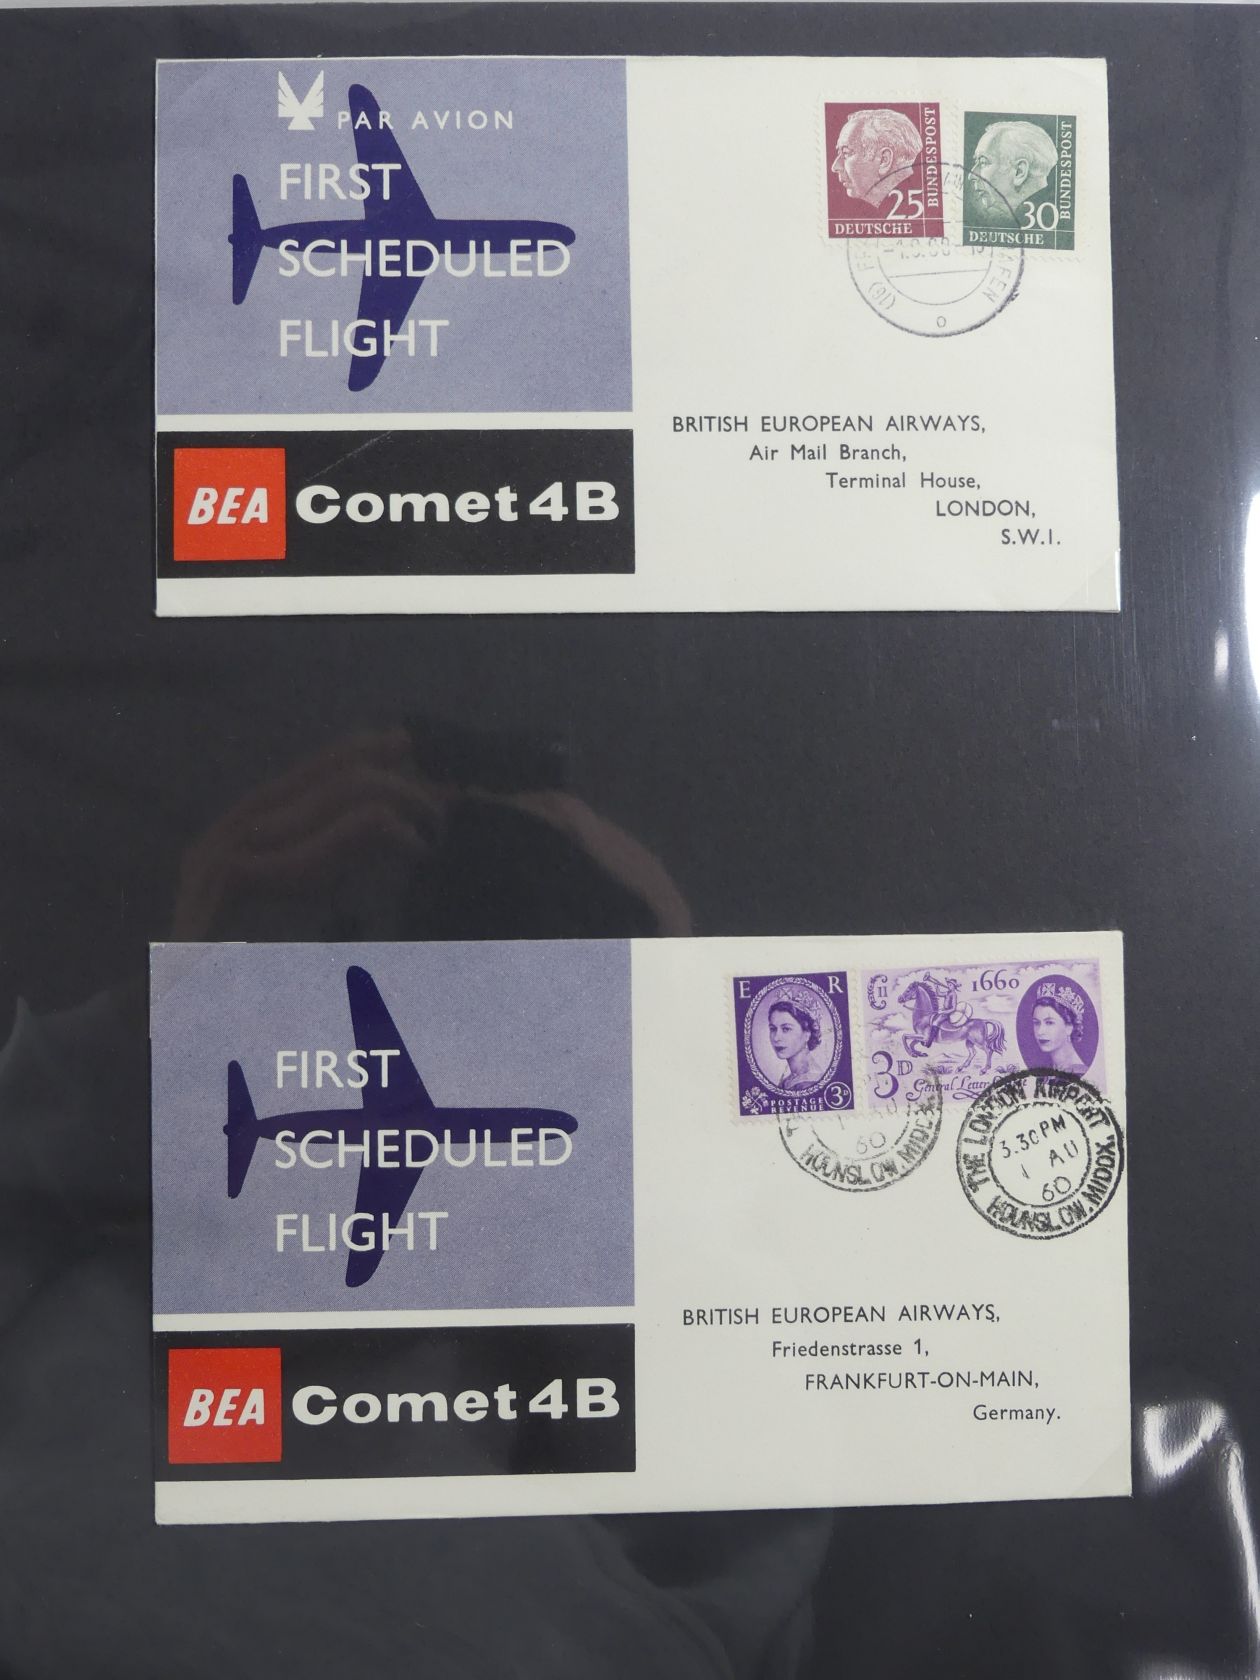 PAR AVION
FIRST
SCHEDULED
FLIGHT
BEA Comet 4B
25
DEUTSCHE
BUNDESPOST
30
DEUTSCHE
BUNDESPOST
(16)
BRITISH EUROPEAN AIRWAYS,
Air Mail Branch,
Terminal House,
LONDON,
S.W.I.
FIRST
SCHEDULED
FLIGHT
BEA Comet 4B
E R
POSTAGE
REVENUE
3D
C II
1660
3D
General Letter
60
HOUNSLOW, MIDDX.
THE LONDON AIRPORT
3.30PM
1 AU
60
HOUNSLOW, MIDDX.
BRITISH EUROPEAN AIRWAYS,
Friedenstrasse 1,
FRANKFURT-ON-MAIN,
Germany.